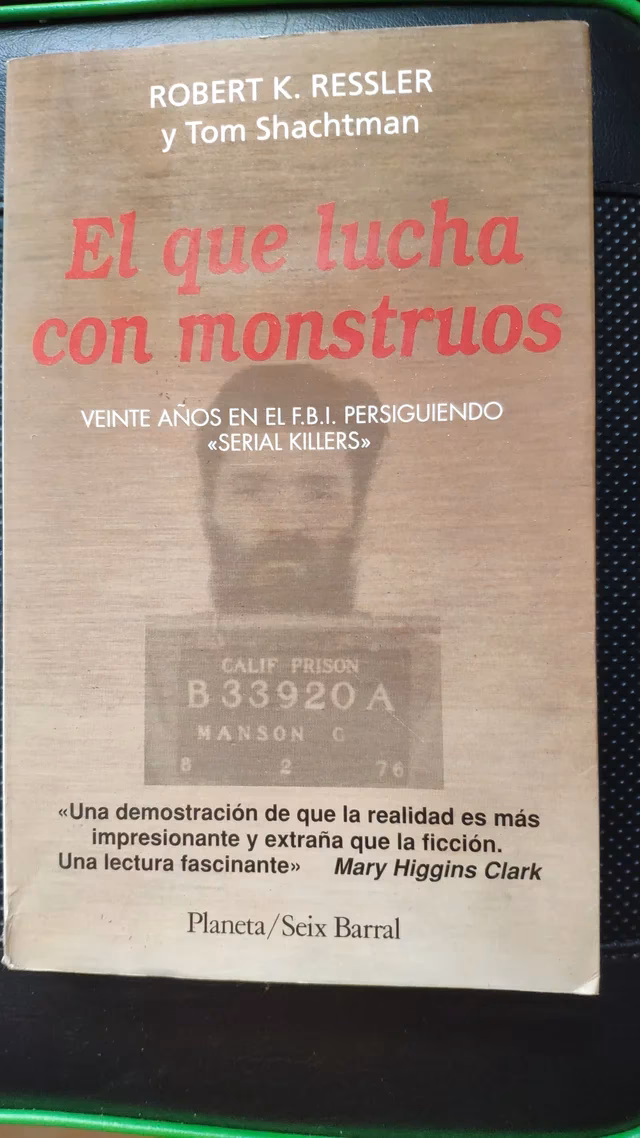 ROBERT K. RESSLER
y Tom Shachtman
El que lucha
con monstruos
VEINTE AÑOS EN EL F.B.I. PERSIGUIENDO
«SERIAL KILLERS»
CALIF PRISON
B 33920 A
MANSON C
8 2 76
«Una demostración de que la realidad es más
impresionante y extraña que la ficción.
Una lectura fascinante» Mary Higgins Clark
Planeta/Seix Barral